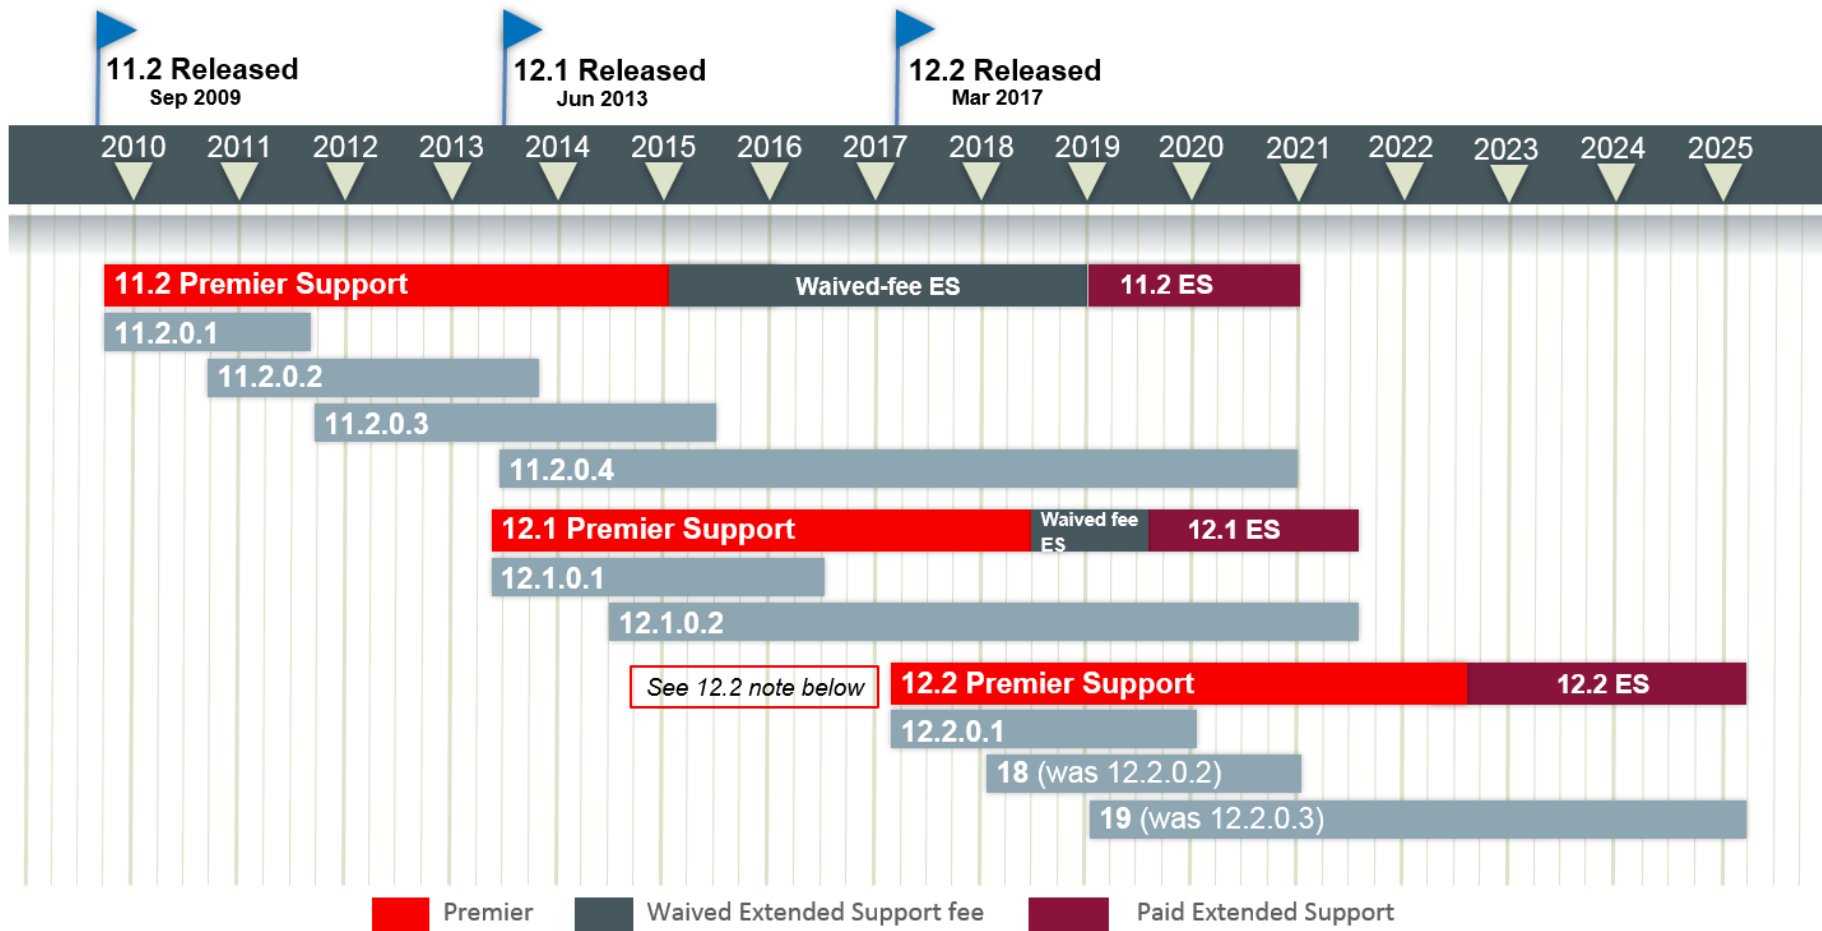 11.2 Released
Sep 2009
12.1 Released
Jun 2013
12.2 Released
Mar 2017
2010 2011 2012 2013 2014 2015 2016 2017 2018 2019 2020 2021 2022 2023 2024 2025
11.2 Premier Support Waived-fee ES 11.2 ES
11.2.0.1
11.2.0.2
11.2.0.3
11.2.0.4
12.1 Premier Support
Waived fee
ES
12.1 ES
12.1.0.1
12.1.0.2
See 12.2 note below
12.2 Premier Support 12.2 ES
12.2.0.1
18 (was 12.2.0.2)
19 (was 12.2.0.3)
Premier Waived Extended Support fee Paid Extended Support